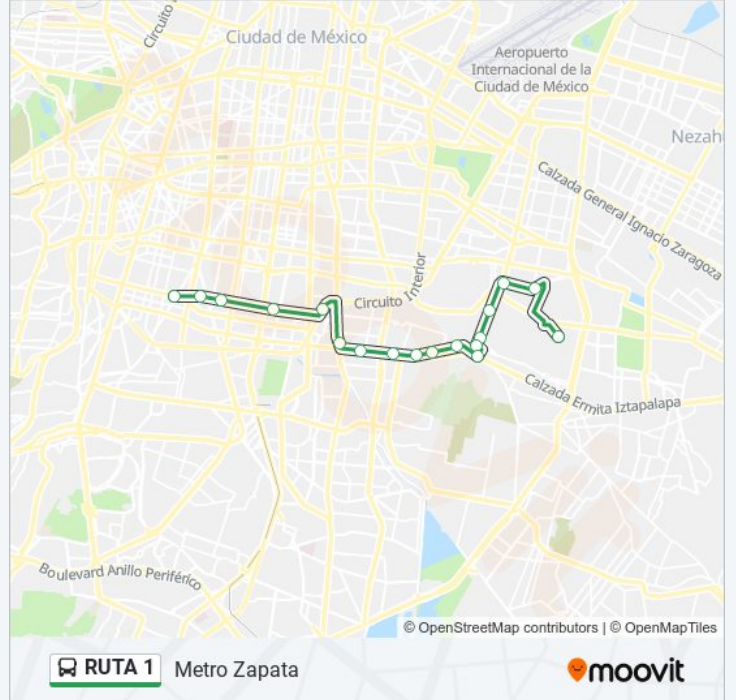 Circuito
Ciudad de México
Aeropuerto
Internacional de la
Ciudad de México
Nezah
Calzada General Ignacio Zaragoza
Circuito Interior
Calzada Ermita Iztapalapa
Boulevard Anillo Periférico
© OpenStreetMap contributors | © OpenMapTiles
RUTA 1 Metro Zapata
moovit